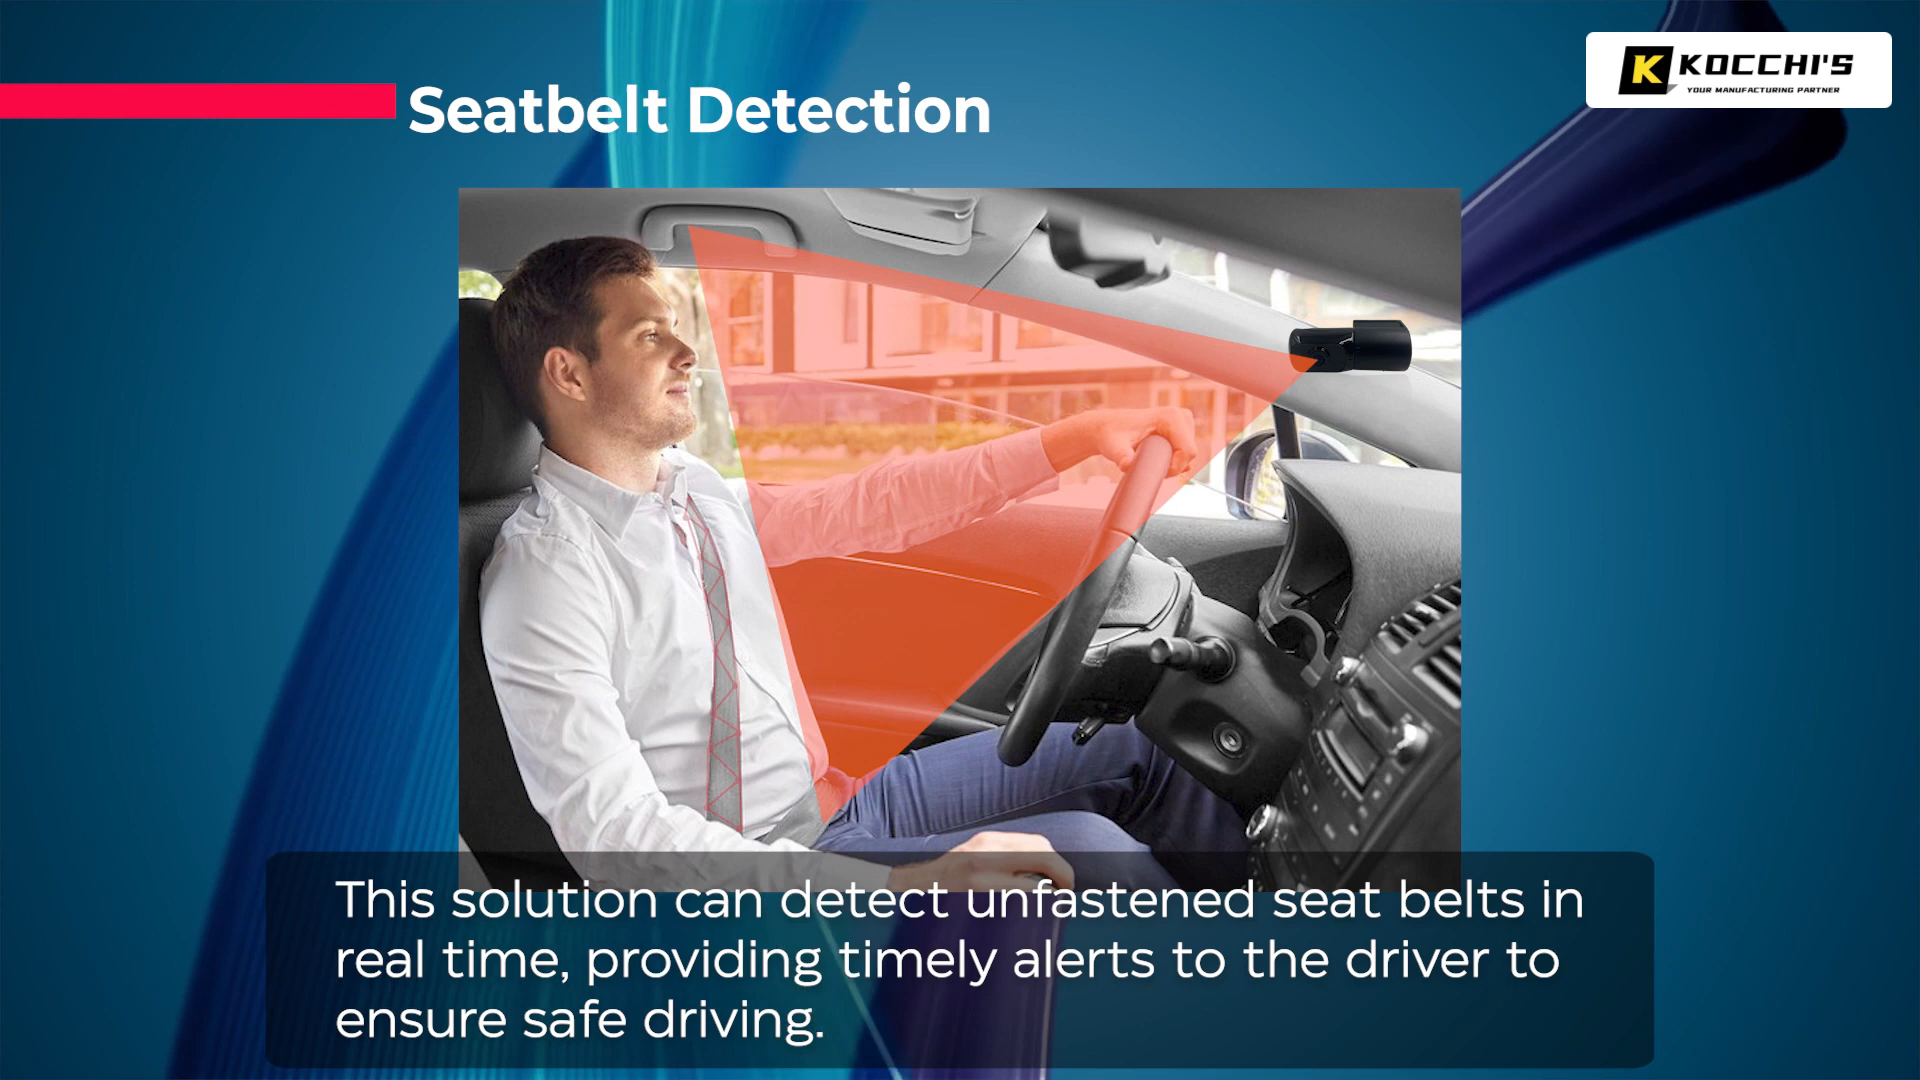 Seatbelt Detection
K KOCCHI'S
YOUR MANUFACTURING PARTNER
This solution can detect unfastened seat belts in
real time, providing timely alerts to the driver to
ensure safe driving.